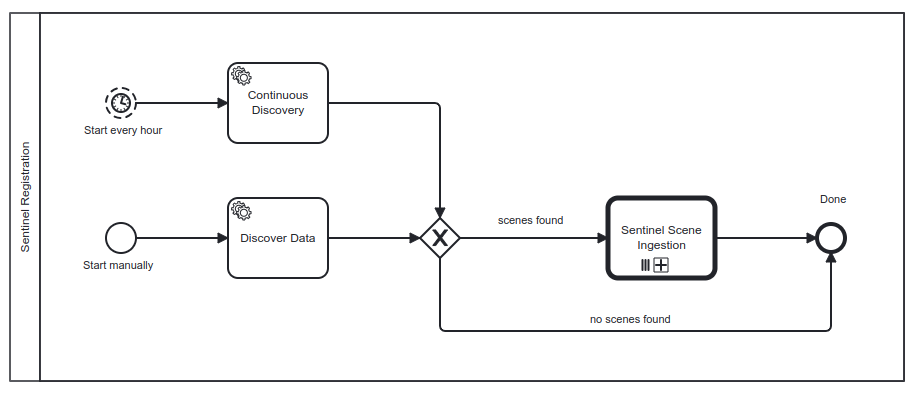 Sentinel Registration
Continuous
Discovery
Start every hour
Done
scenes found
Sentinel Scene
Ingestion
Discover Data
Start manually
no scenes found